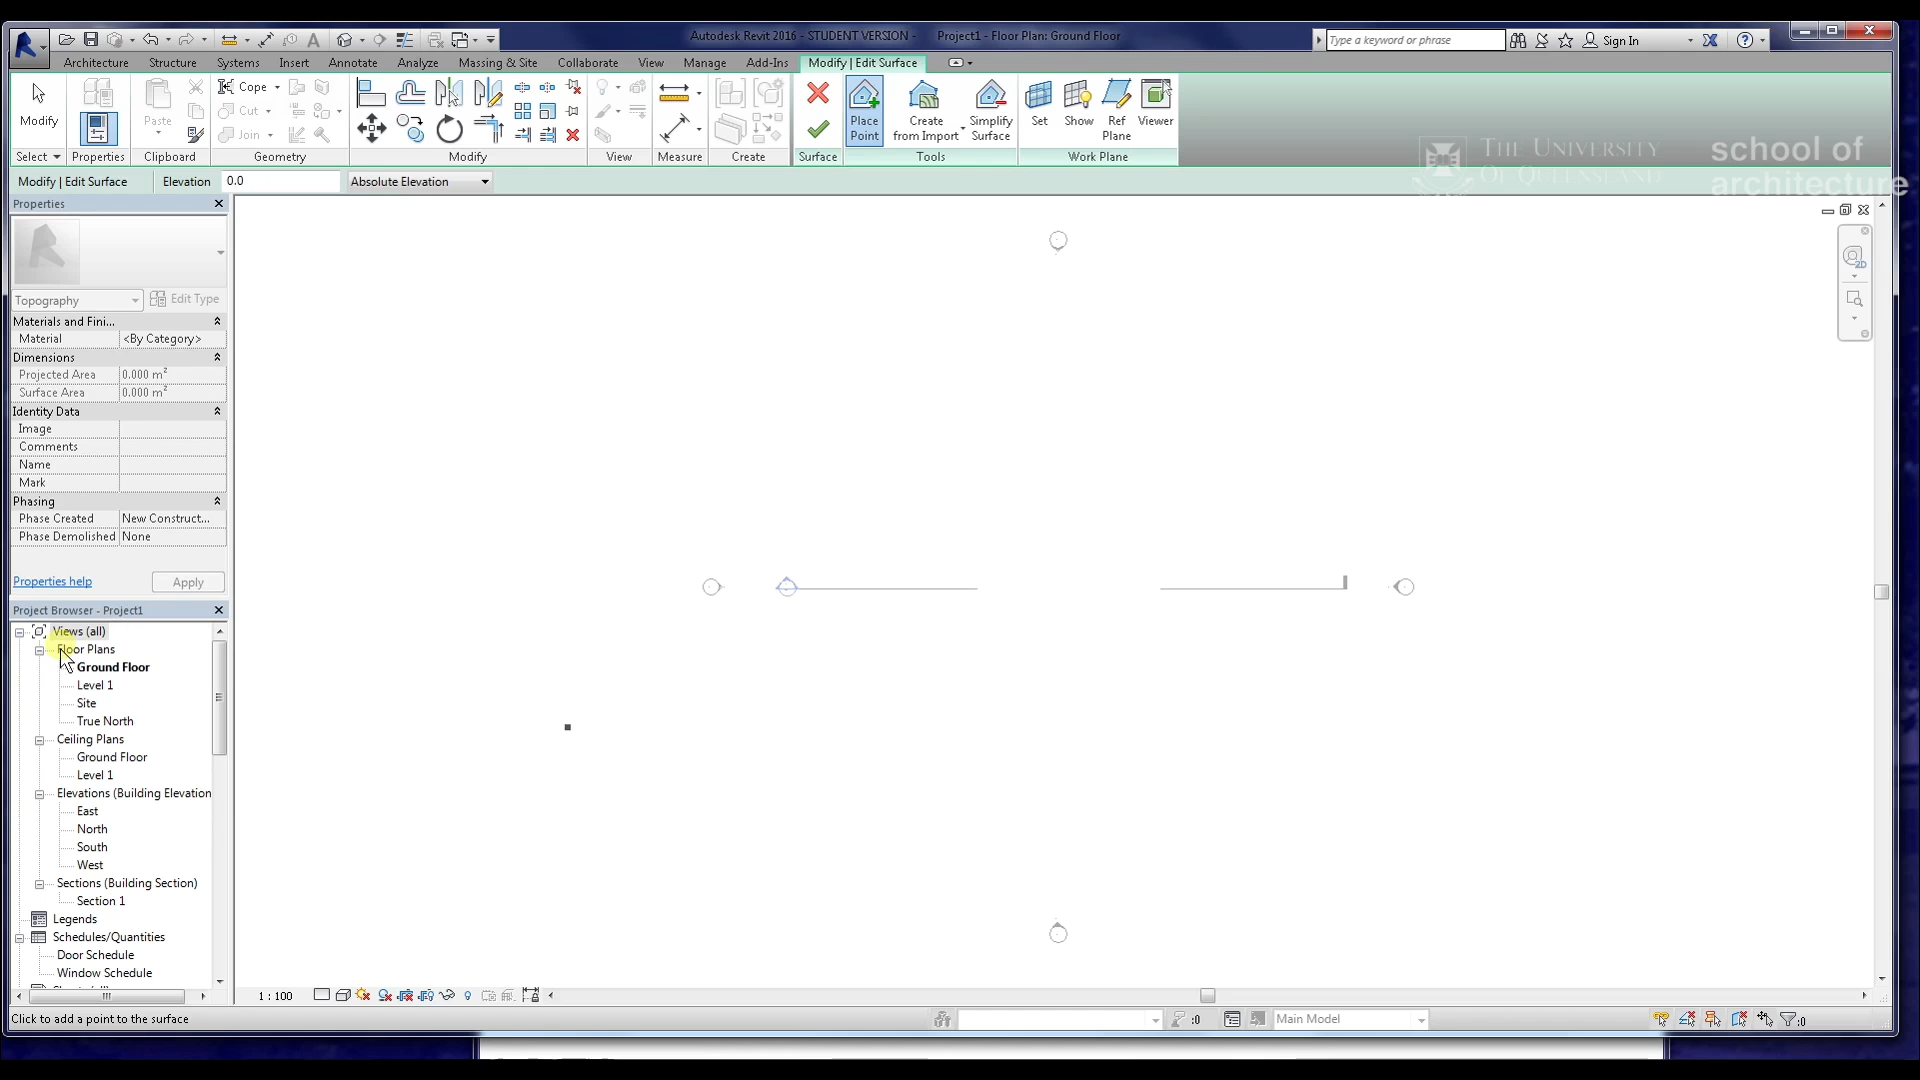 Autodesk Revit 2016 - STUDENT VERSION -    Project1 - Floor Plan: Ground Floor
Type a keyword or phrase
Sign In
Architecture Structure Systems Insert Annotate Analyze Massing & Site Collaborate View Manage Add-Ins Modify | Edit Surface
Modify
Paste
Cope
Cut
Join
Place Point
Create from Import
Simplify Surface
Set Show Ref Plane Viewer
Select Properties Clipboard Geometry Modify View Measure Create Surface Tools Work Plane
THE UNIVERSITY
OF QUEENSLAND
school of
architecture
Modify | Edit Surface Elevation 0.0 Absolute Elevation
Properties
Topography Edit Type
Materials and Fini...
Material <By Category>
Dimensions
Projected Area 0.000 m²
Surface Area 0.000 m²
Identity Data
Image
Comments
Name
Mark
Phasing
Phase Created New Construct...
Phase Demolished None
Properties help Apply
Project Browser - Project1
Views (all)
Floor Plans
Ground Floor
Level 1
Site
True North
Ceiling Plans
Ground Floor
Level 1
Elevations (Building Elevation
East
North
South
West
Sections (Building Section)
Section 1
Legends
Schedules/Quantities
Door Schedule
Window Schedule
1 : 100
2D
Click to add a point to the surface
:0
Main Model
:0